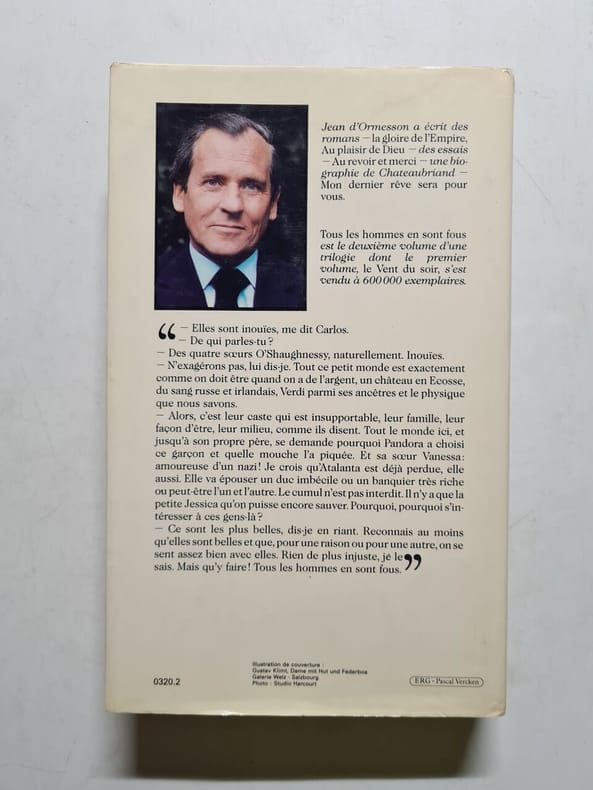 Jean d'Ormesson a écrit des
romans – la gloire de l'Empire,
Au plaisir de Dieu – des essais
– Au revoir et merci – une bio-
graphie de Chateaubriand –
Mon dernier rêve sera pour
vous.
Tous les hommes en sont fous
est le deuxième volume d'une
trilogie dont le premier
volume, le Vent du soir, s'est
vendu à 600 000 exemplaires.
“ – Elles sont inouïes, me dit Carlos.
– De qui parles-tu ?
– Des quatre sœurs O'Shaughnessy, naturellement. Inouïes.
– N'exagérons pas, lui dis-je. Tout ce petit monde est exactement
comme on doit être quand on a de l'argent, un château en Ecosse,
du sang russe et irlandais, Verdi parmi ses ancêtres et le physique
que nous savons.
– Alors, c'est leur caste qui est insupportable, leur famille, leur
façon d'être, leur milieu, comme ils disent. Tout le monde ici, et
jusqu'à son propre père, se demande pourquoi Pandora a choisi
ce garçon et quelle mouche l'a piquée. Et sa sœur Vanessa :
amoureuse d'un nazi ! Je crois qu'Atalanta est déjà perdue, elle
aussi. Elle va épouser un duc imbécile ou un banquier très riche
ou peut-être l'un et l'autre. Le cumul n'est pas interdit. Il n'y a que la
petite Jessica qu'on puisse encore sauver. Pourquoi, pourquoi s'in-
téresser à ces gens-là ?
– Ce sont les plus belles, dis-je en riant. Reconnais au moins
qu'elles sont belles et que, pour une raison ou pour une autre, on se
sent assez bien avec elles. Rien de plus injuste, je le
sais. Mais qu'y faire ! Tous les hommes en sont fous. ”
0320.2
Illustration de couverture :
Gustav Klimt, Dame mit Hut und Federboa
Galerie Welz - Salzbourg
Photo : Studio Harcourt
ERG - Pascal Vercken